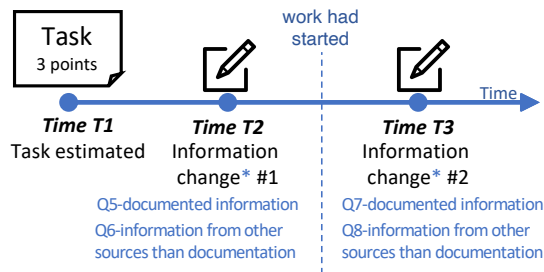 work had
started
Task
3 points
Time
Time T1
Task estimated
Time T2
Information
change* #1
Q5-documented information
Q6-information from other
sources than documentation
Time T3
Information
change* #2
Q7-documented information
Q8-information from other
sources than documentation